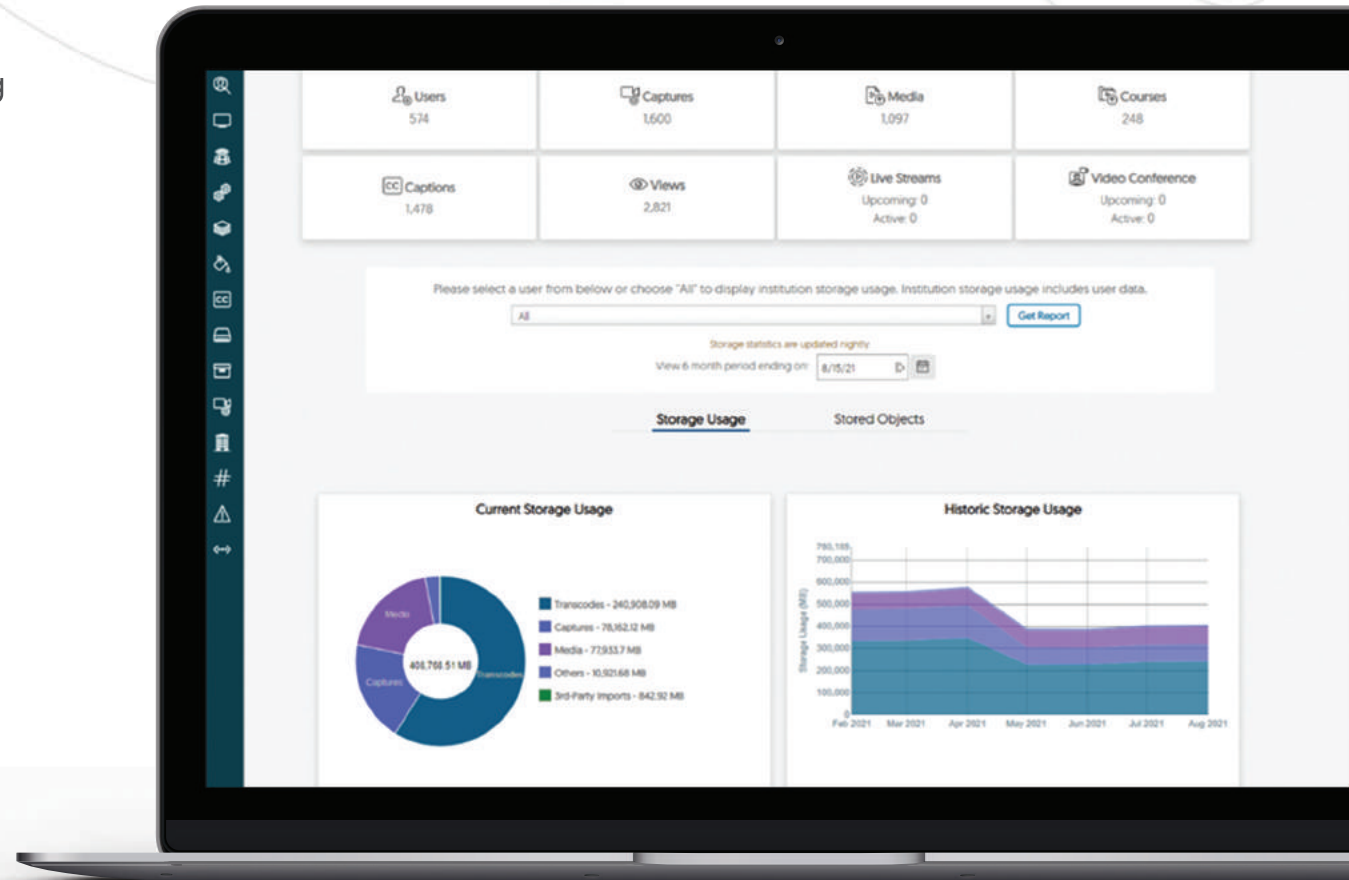 g
Users
574
Captures
1,600
Media
1,097
Courses
248
CC Captions
1,478
Views
2,821
Live Streams
Upcoming: 0
Active: 0
Video Conference
Upcoming: 0
Active: 0
Please select a user from below or choose "All" to display institution storage usage. Institution storage usage includes user data.
All
Get Report
Storage statistics are updated nightly
View 6 month period ending on: 8/15/21
Storage Usage
Stored Objects
CC
#
Current Storage Usage
Media
Captures
Transcodes
408,768.51 MB
Transcodes - 240,908.09 MB
Captures - 78,162.12 MB
Media - 77,933.7 MB
Others - 10,921.68 MB
3rd-Party Imports - 842.92 MB
Historic Storage Usage
Storage Usage (MB)
700,000
600,000
500,000
400,000
300,000
200,000
100,000
0
Feb 2021 Mar 2021 Apr 2021 May 2021 Jun 2021 Jul 2021 Aug 2021